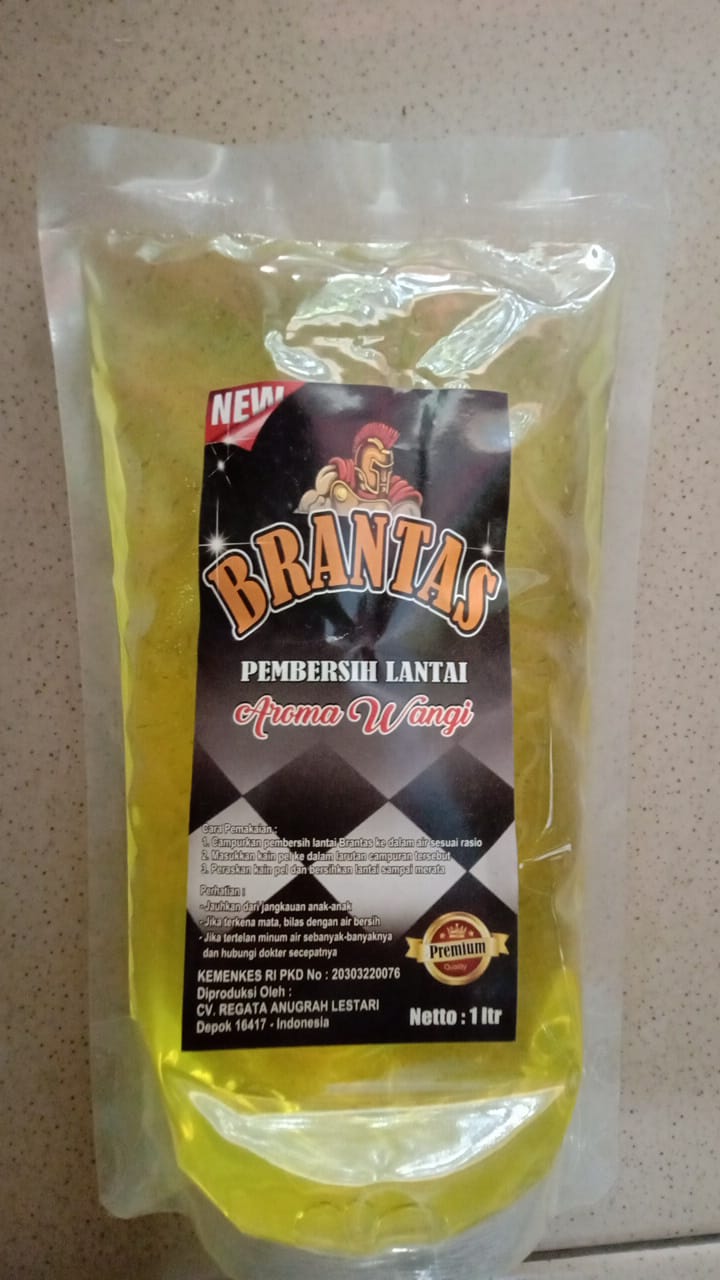 NEW
BRANTAS
PEMBERSIH LANTAI
Aroma Wangi
Cara Pemakaian :
1. Campurkan pembersih lantai Brantas ke dalam air sesuai rasio
2. Masukkan kain pel ke dalam larutan campuran tersebut
3. Peraskan kain pel dan bersihkan lantai sampai merata
Perhatian :
- Jauhkan dari jangkauan anak-anak
- Jika terkena mata, bilas dengan air bersih
- Jika tertelan minum air sebanyak-banyaknya
dan hubungi dokter secepatnya
Premium
Quality
KEMENKES RI PKD No : 20303220076
Diproduksi Oleh :
CV. REGATA ANUGRAH LESTARI
Depok 16417 - Indonesia
Netto : 1 ltr